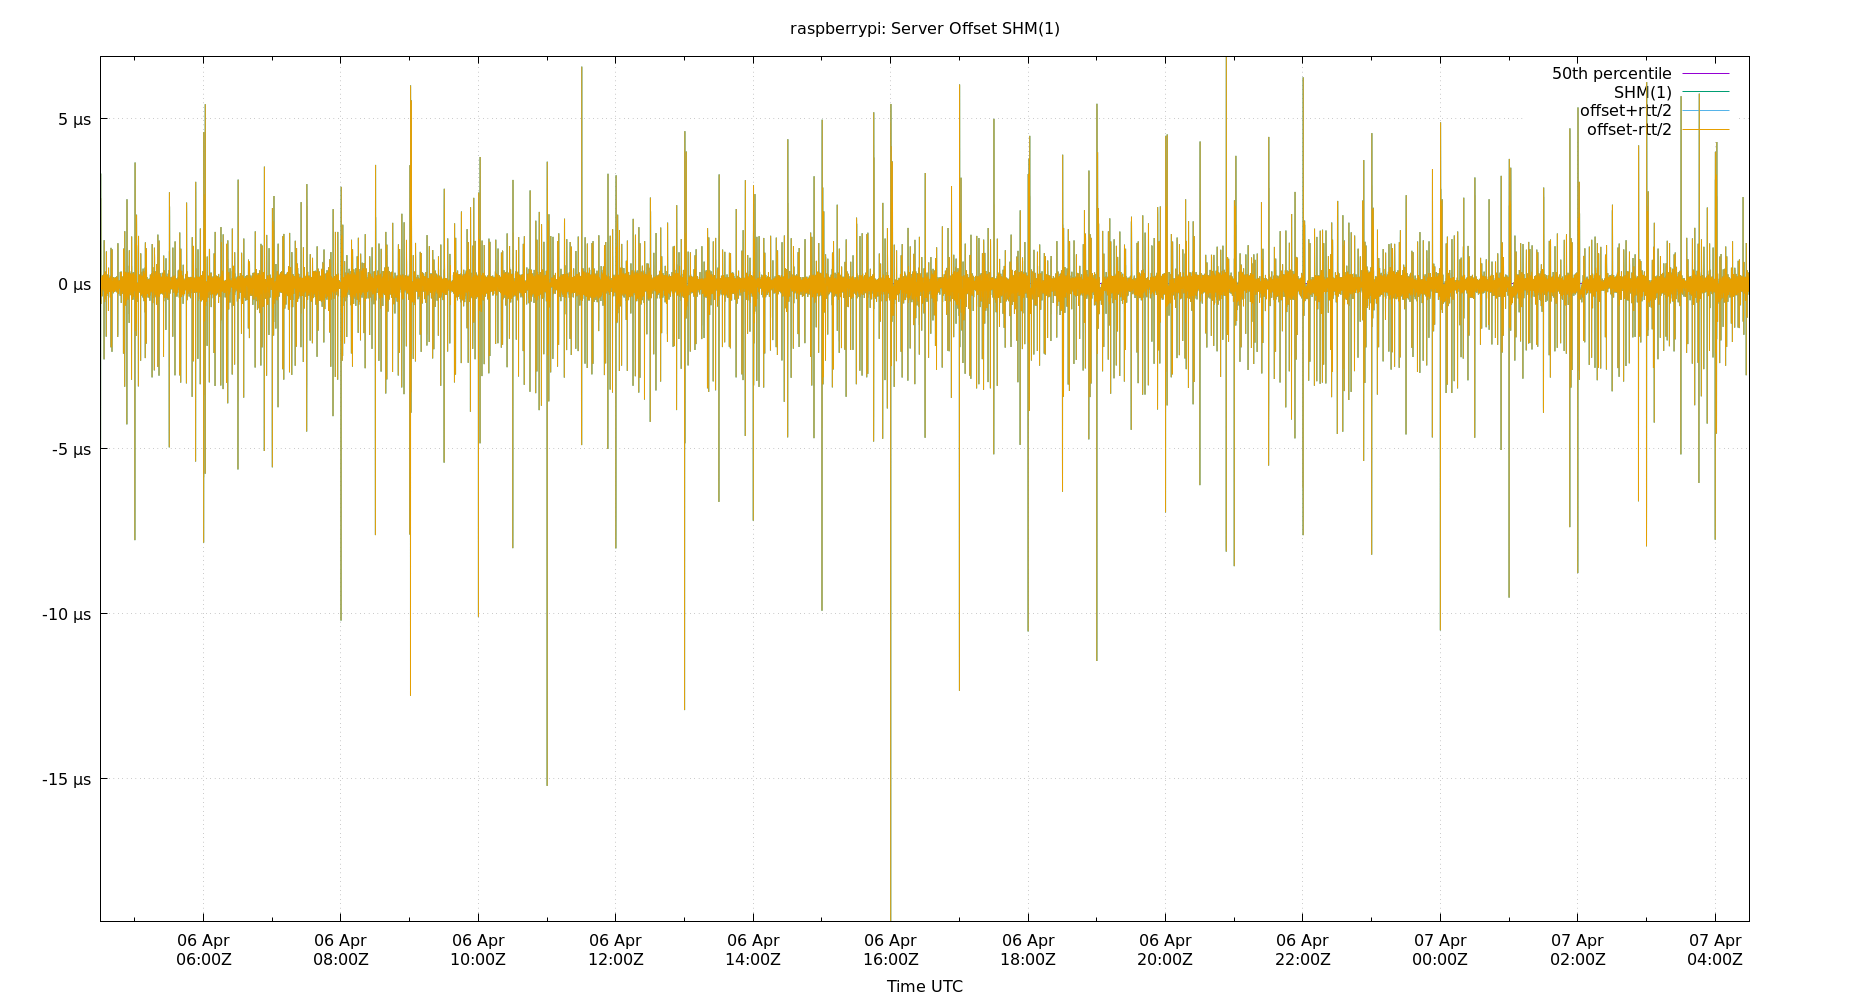 raspberrypi: Server Offset SHM(1)
50th percentile
SHM(1)
offset+rtt/2
offset-rtt/2
5 µs
0 µs
-5 µs
-10 µs
-15 µs
06 Apr 06 Apr 06 Apr 06 Apr 06 Apr 06 Apr 06 Apr 06 Apr 06 Apr 07 Apr 07 Apr 07 Apr
06:00Z 08:00Z 10:00Z 12:00Z 14:00Z 16:00Z 18:00Z 20:00Z 22:00Z 00:00Z 02:00Z 04:00Z
Time UTC